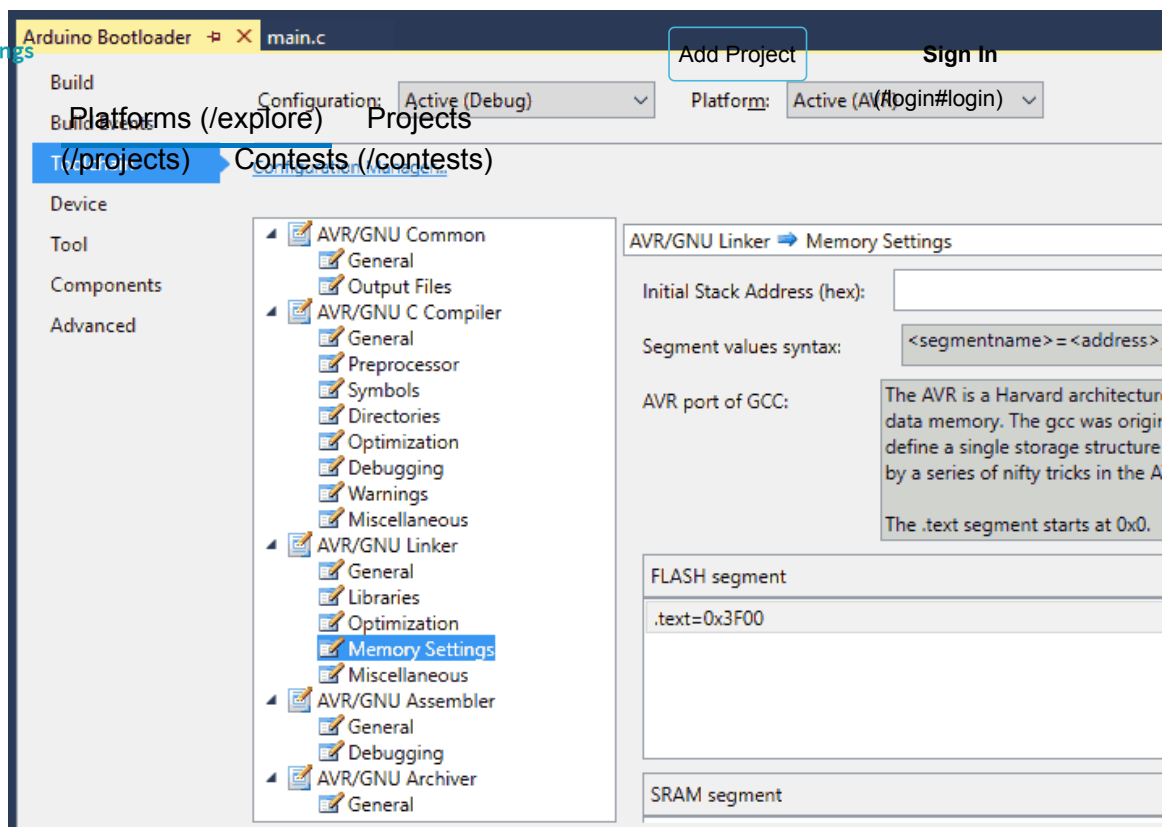 Arduino Bootloader
main.c
ngs
Add Project
Sign In
(/login#login)
Build
Configuration:
Active (Debug)
Platform:
Active (AVR)
Build Events
Platforms (/explore)
Projects
(/projects)
Contests (/contests)
Toolchain
Configuration Manager...
Device
Tool
Components
Advanced
AVR/GNU Common
General
Output Files
AVR/GNU C Compiler
General
Preprocessor
Symbols
Directories
Optimization
Debugging
Warnings
Miscellaneous
AVR/GNU Linker
General
Libraries
Optimization
Memory Settings
Miscellaneous
AVR/GNU Assembler
General
Debugging
AVR/GNU Archiver
General
AVR/GNU Linker Memory Settings
Initial Stack Address (hex):
Segment values syntax:
<segmentname>=<address>,
AVR port of GCC:
The AVR is a Harvard architecture
data memory. The gcc was origin
define a single storage structure
by a series of nifty tricks in the A
The .text segment starts at 0x0.
FLASH segment
.text=0x3F00
SRAM segment